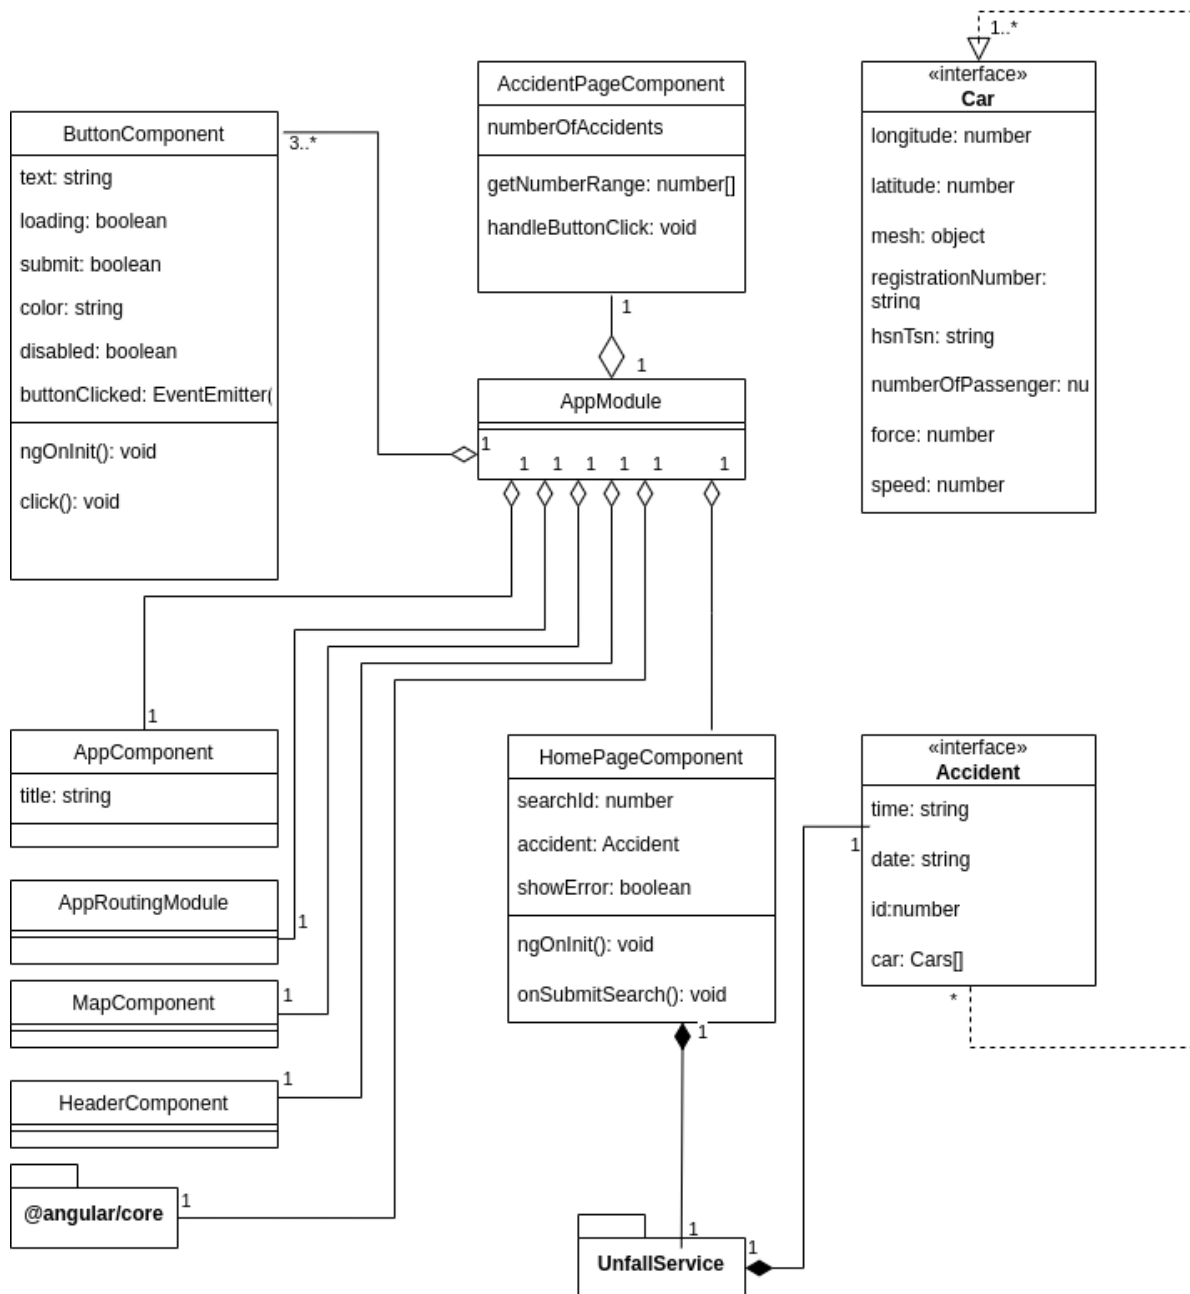 1..*
«interface»
Car
longitude: number
latitude: number
mesh: object
registrationNumber:
string
hsnTsn: string
numberOfPassenger: nu
force: number
speed: number
AccidentPageComponent
numberOfAccidents
getNumberRange: number[]
handleButtonClick: void
1
1
ButtonComponent
3..*
text: string
loading: boolean
submit: boolean
color: string
disabled: boolean
buttonClicked: EventEmitter(
ngOnInit(): void
click(): void
AppModule
1
1 1 1 1 1 1
1
AppComponent
title: string
AppRoutingModule
1
MapComponent
1
HeaderComponent
1
@angular/core
1
HomePageComponent
searchId: number
accident: Accident
showError: boolean
ngOnInit(): void
onSubmitSearch(): void
1
1
UnfallService
1
«interface»
Accident
1
time: string
date: string
id:number
car: Cars[]
*